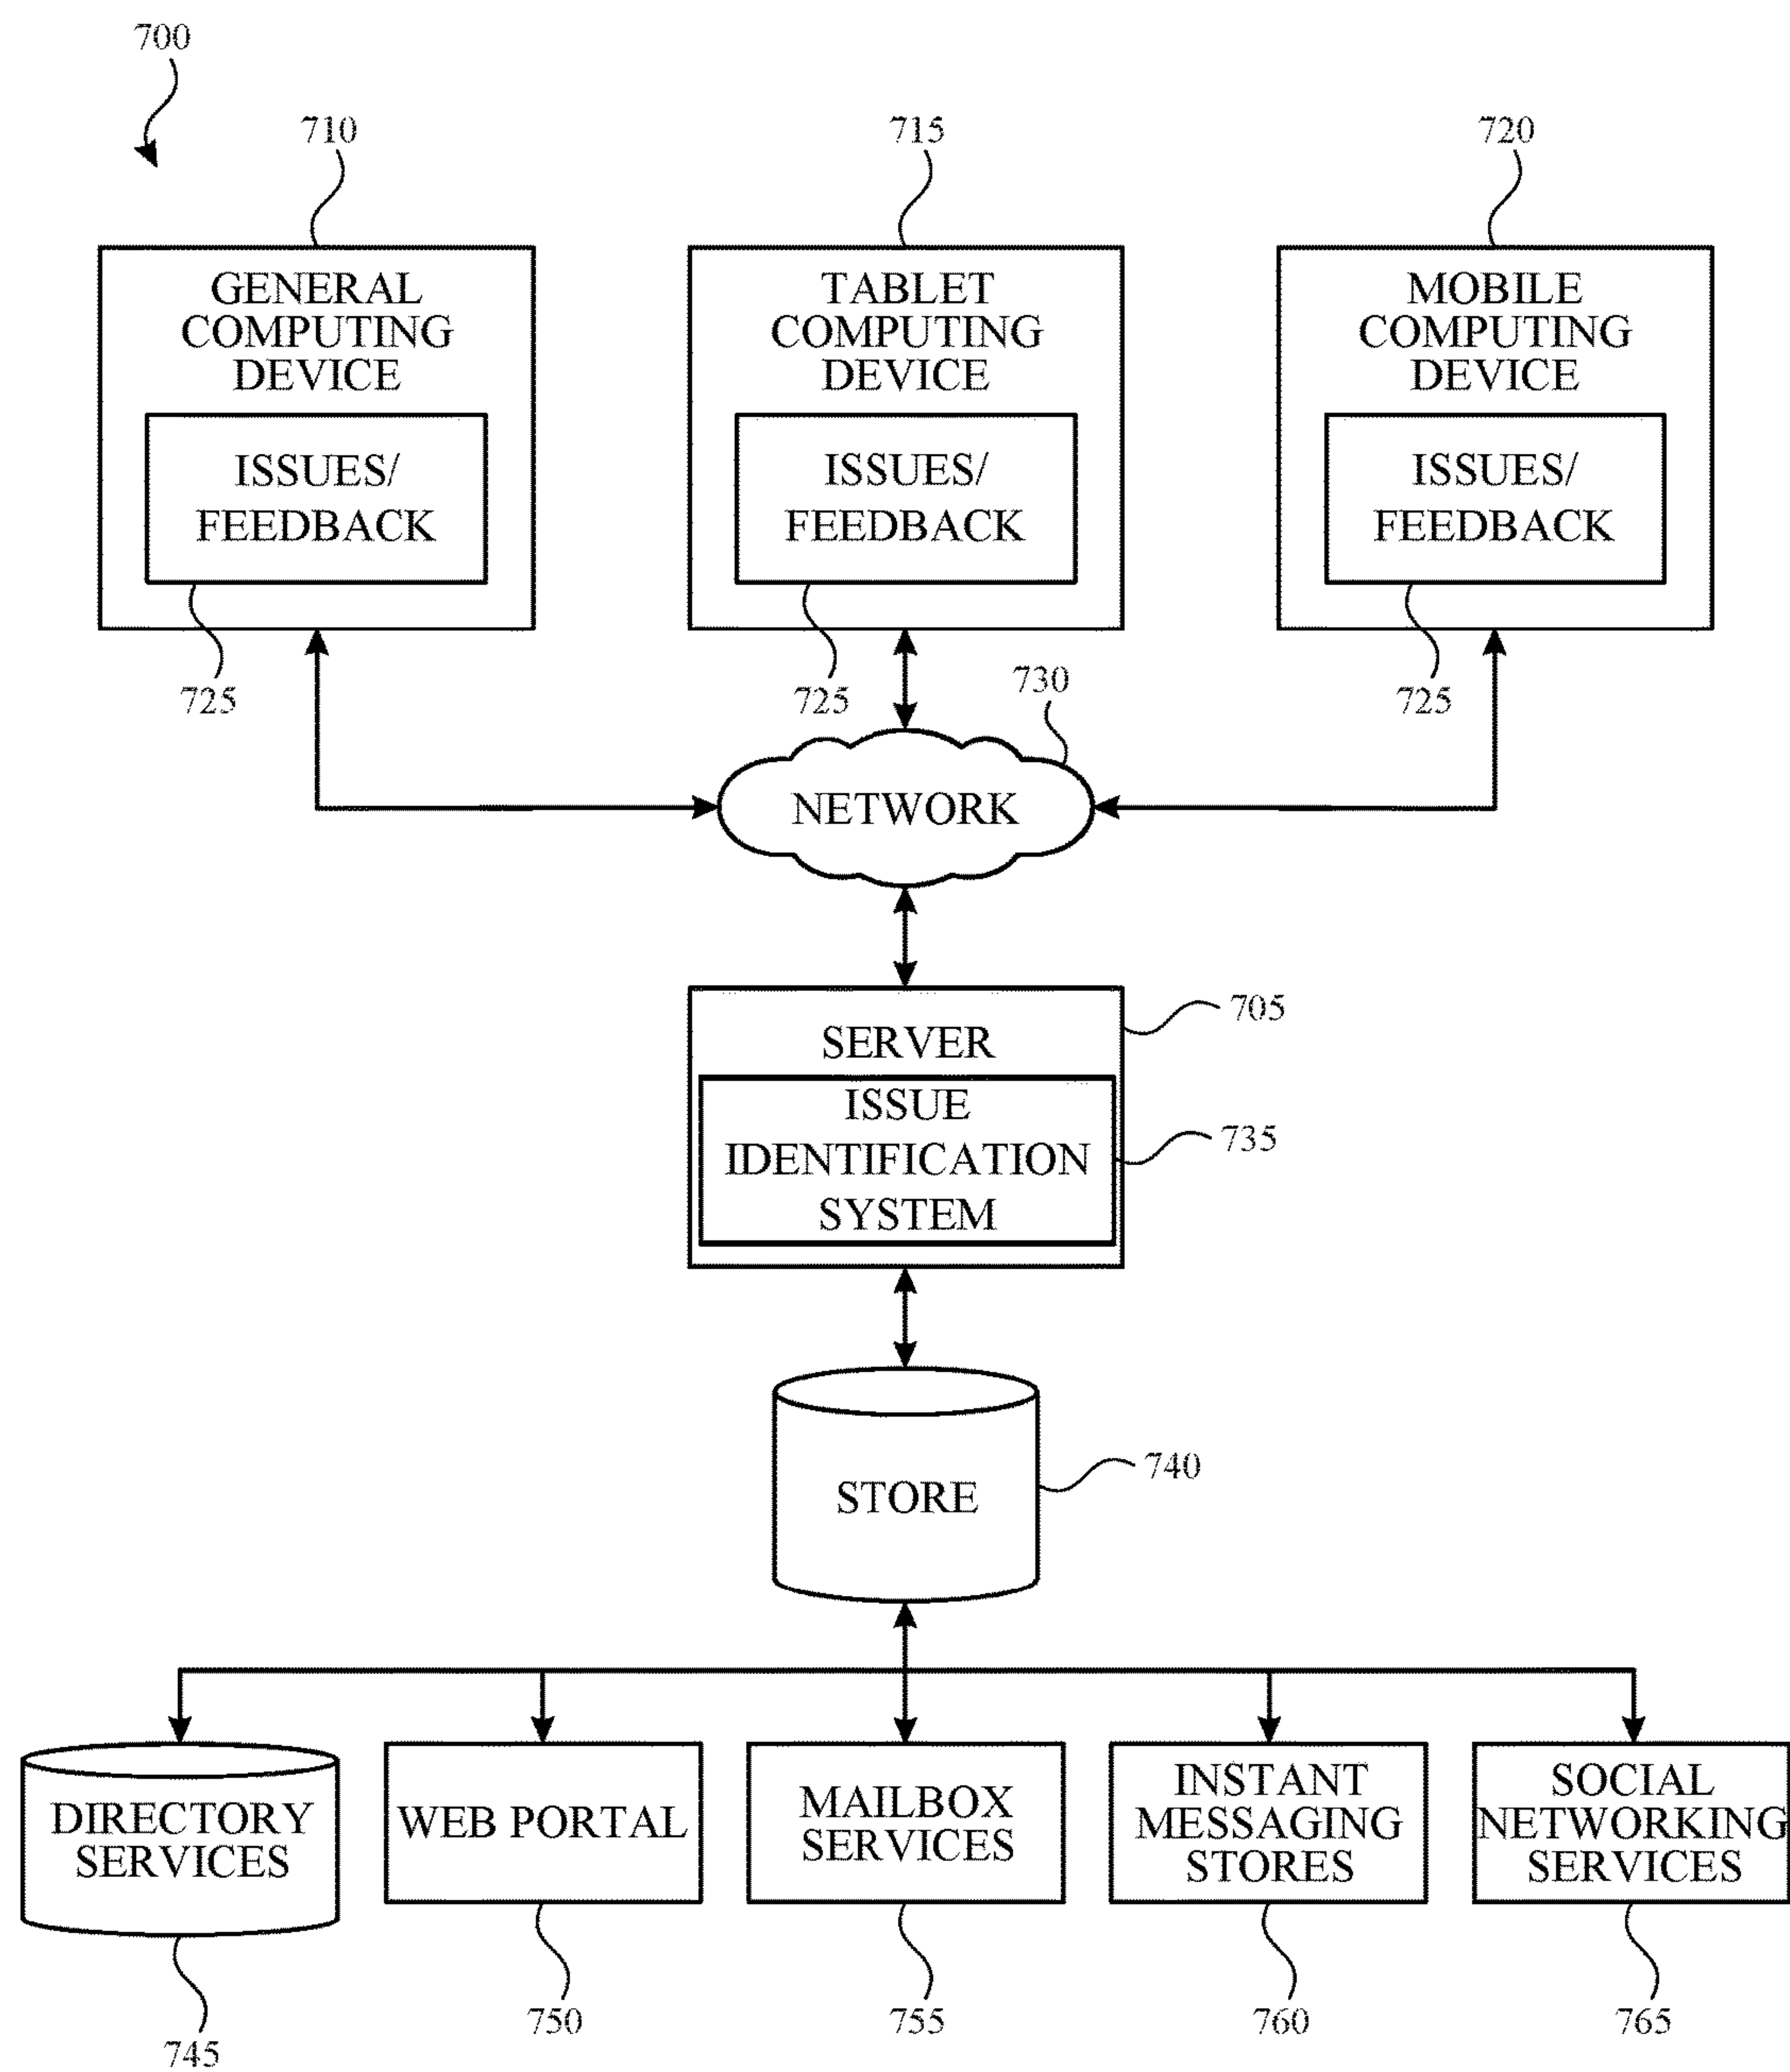 700
710
715
720
GENERAL
COMPUTING
DEVICE
ISSUES/
FEEDBACK
725
TABLET
COMPUTING
DEVICE
ISSUES/
FEEDBACK
725
MOBILE
COMPUTING
DEVICE
ISSUES/
FEEDBACK
725
730
NETWORK
705
SERVER
ISSUE
IDENTIFICATION
SYSTEM
735
STORE
740
DIRECTORY
SERVICES
WEB PORTAL
MAILBOX
SERVICES
INSTANT
MESSAGING
STORES
SOCIAL
NETWORKING
SERVICES
745
750
755
760
765